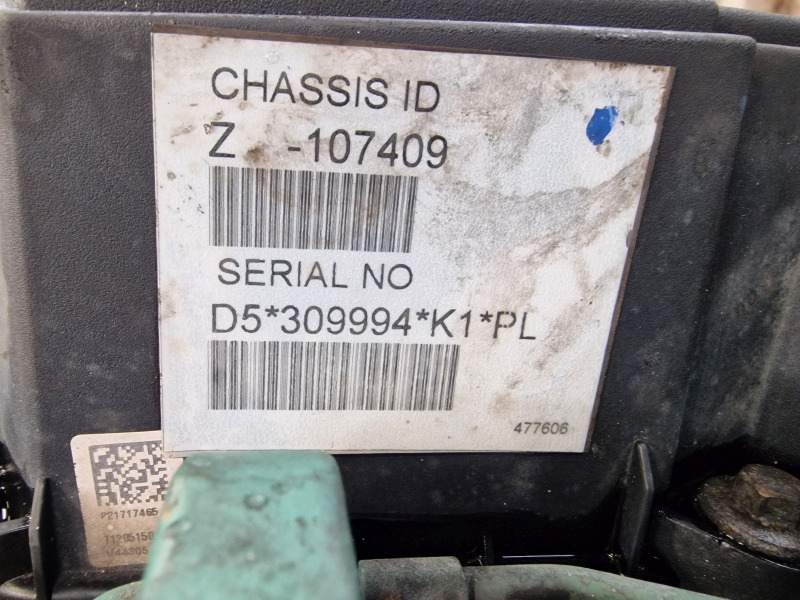 CHASSIS ID
Z -107409
SERIAL NO
D5*309994*K1*PL
477606
P21717465